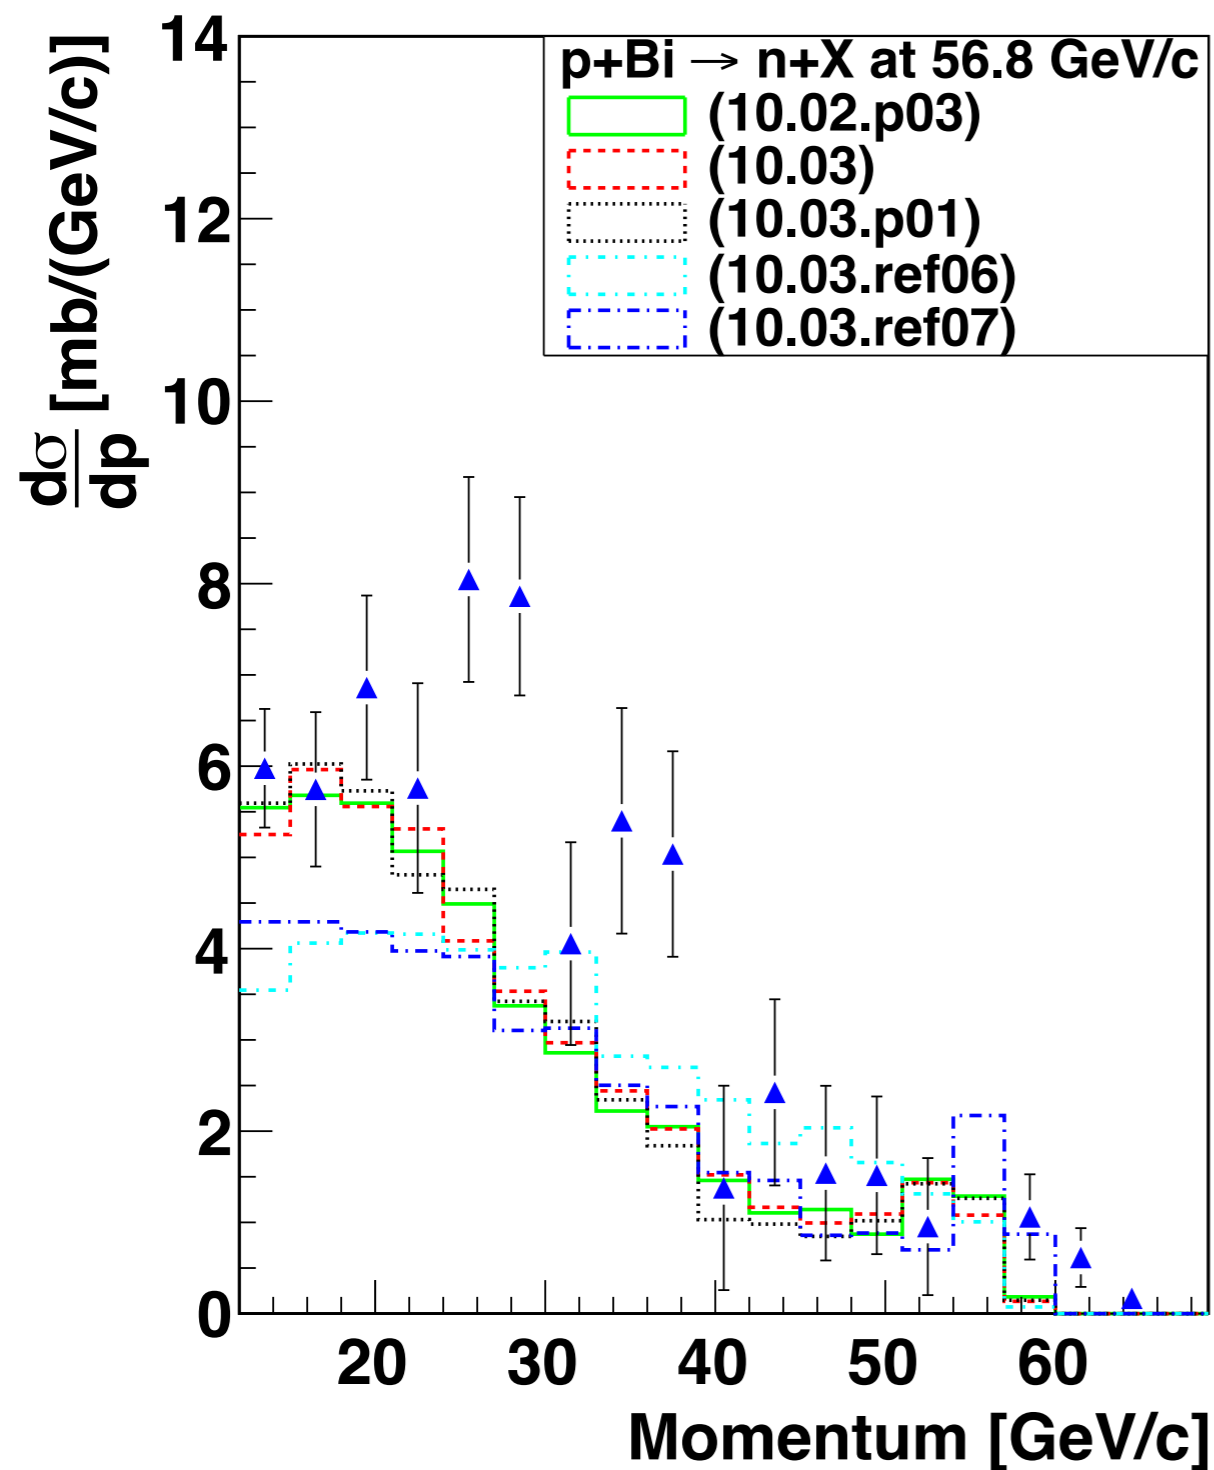 p+Bi → n+X at 56.8 GeV/c
(10.02.p03)
(10.03)
(10.03.p01)
(10.03.ref06)
(10.03.ref07)
dσ
dp
[mb/(GeV/c)]
14
12
10
8
6
4
2
0
20 30 40 50 60
Momentum [GeV/c]